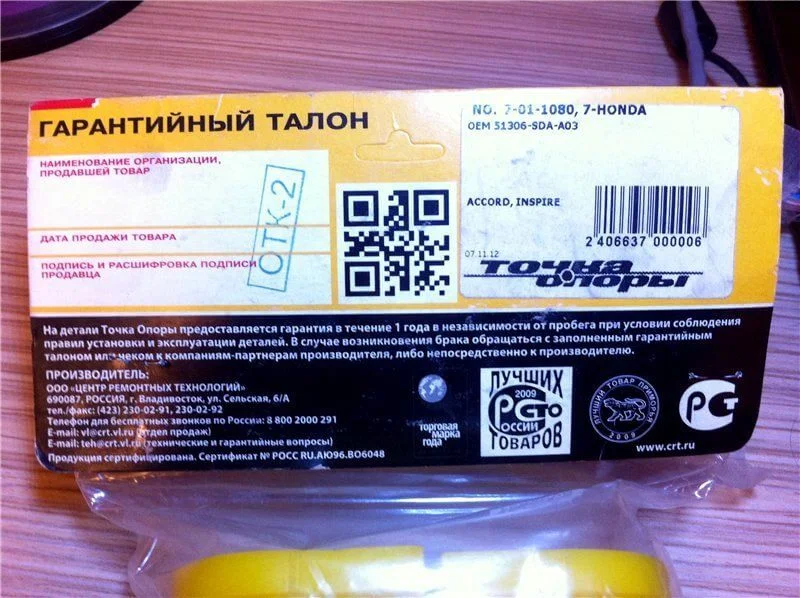 ГАРАНТИЙНЫЙ ТАЛОН
НАИМЕНОВАНИЕ ОРГАНИЗАЦИИ,
ПРОДАВШЕЙ ТОВАР
ОТК-2
ДАТА ПРОДАЖИ ТОВАРА
ПОДПИСЬ И РАСШИФРОВКА ПОДПИСИ
ПРОДАВЦА
NO. 7-01-1080, 7-HONDA
OEM 51306-SDA-A03
ACCORD, INSPIRE
2 406637 000006
07.11.12
точка
опоры
На детали Точка Опоры предоставляется гарантия в течение 1 года в независимости от пробега при условии соблюдения
правил установки и эксплуатации деталей. В случае возникновения брака обращаться с заполненным гарантийным
талоном или чеком к компаниям-партнерам производителя, либо непосредственно к производителю.
ПРОИЗВОДИТЕЛЬ:
ООО «ЦЕНТР РЕМОНТНЫХ ТЕХНОЛОГИЙ»
690087, РОССИЯ, г. Владивосток, ул. Сельская, 6/А
тел./факс: (423) 230-02-91, 230-02-92
Телефон для бесплатных звонков по России: 8 800 2000 291
E-mail: vl@crt.vl.ru (отдел продаж)
E-mail: teh@crt.vl.ru (технические и гарантийные вопросы)
Продукция сертифицирована. Сертификат № РОСС RU.АЮ96.В06048
торговая
марка
года
ЛУЧШИХ
2009
СТО
РОССИИ
ТОВАРОВ
ЛУЧШИЙ ТОВАР ПРИМОРЬЯ
2009
РСТ
www.crt.ru